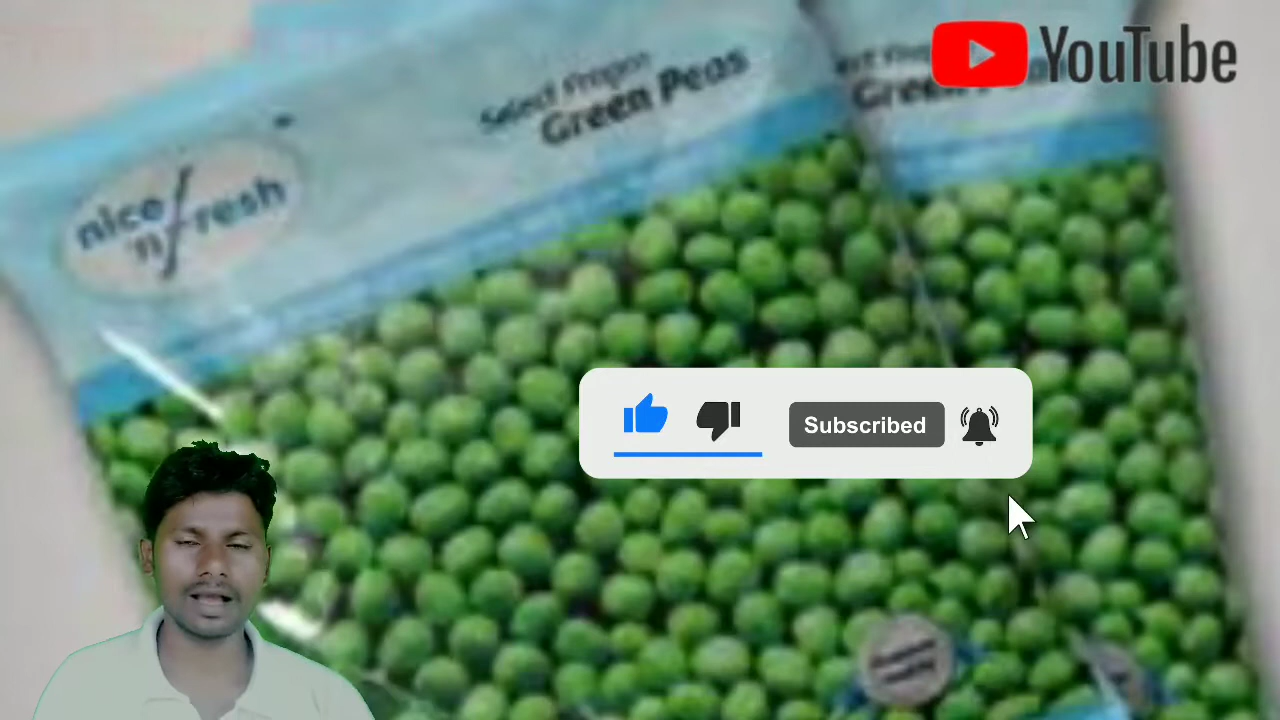 YouTube
Select Frozen
Green Peas
Green
nice
'n fresh
Subscribed